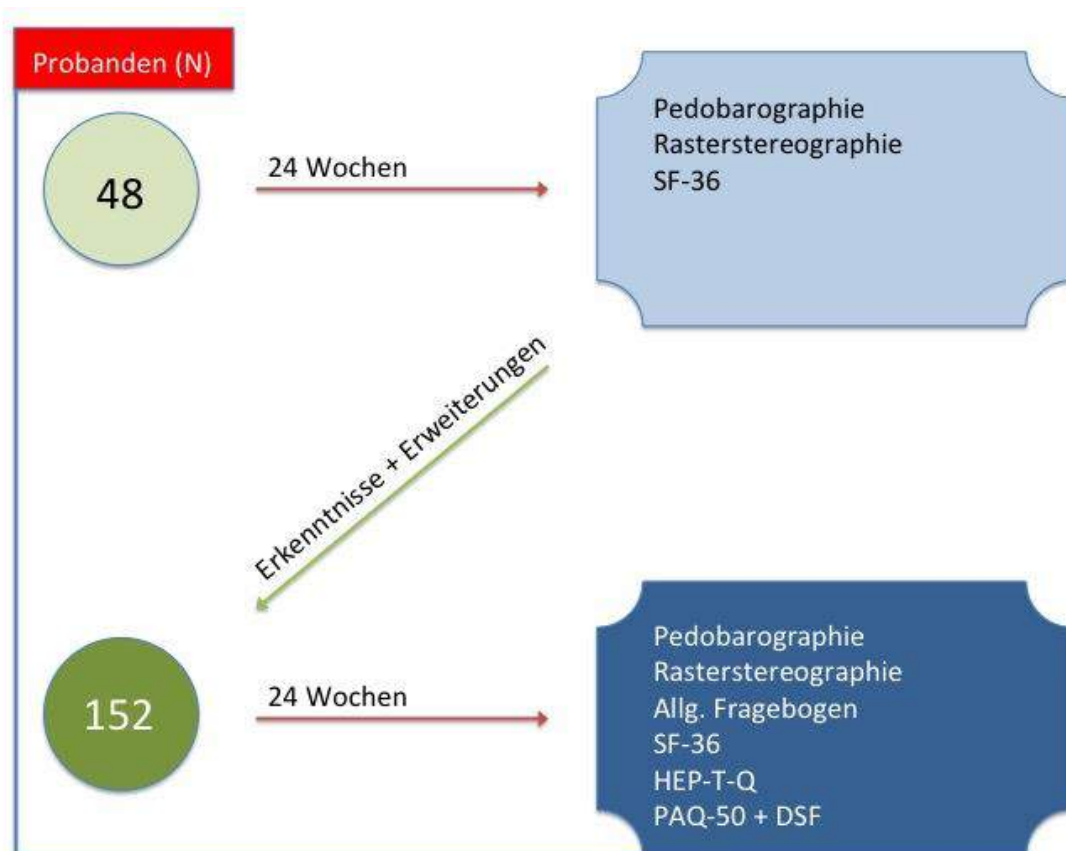 Probanden (N)
48
24 Wochen
Pedobarographie
Rasterstereographie
SF-36
Erkenntnisse + Erweiterungen
152
24 Wochen
Pedobarographie
Rasterstereographie
Allg. Fragebogen
SF-36
HEP-T-Q
PAQ-50 + DSF